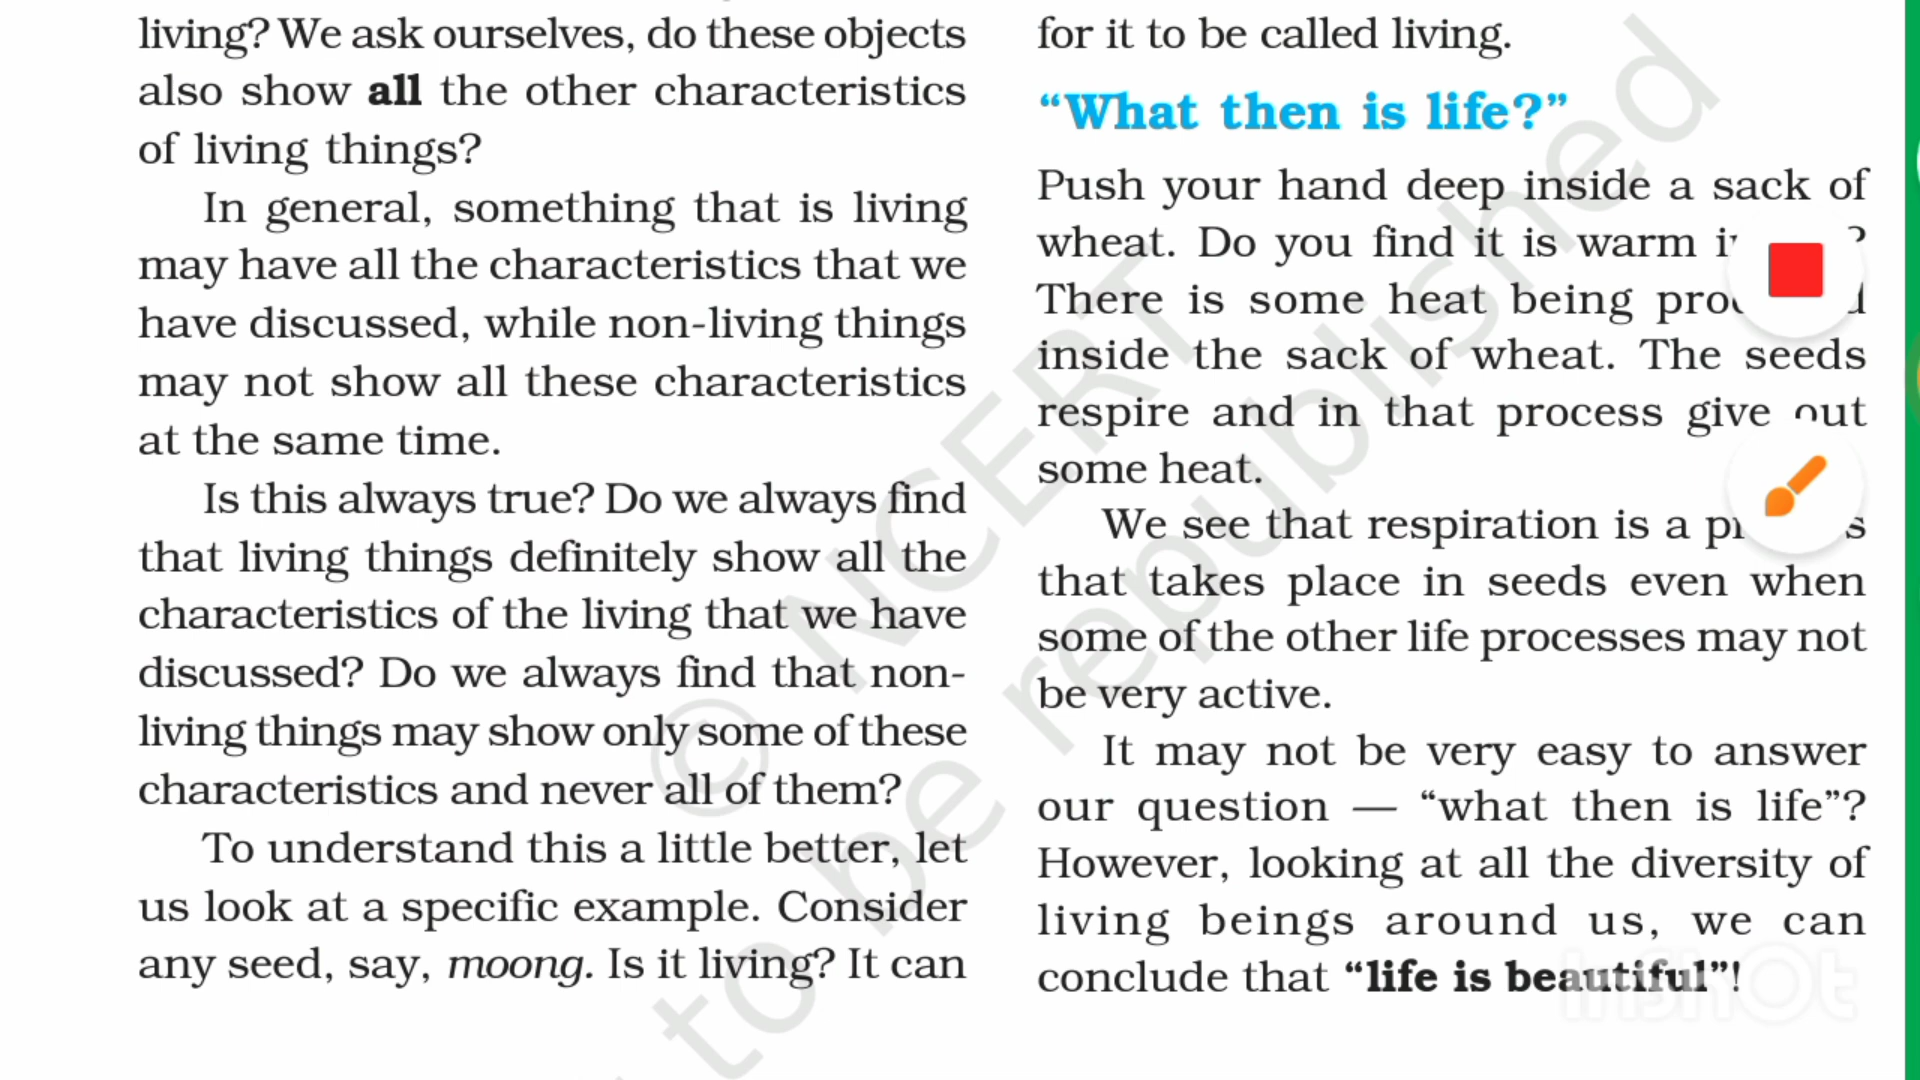 living? We ask ourselves, do these objects
also show all the other characteristics
of living things?
In general, something that is living
may have all the characteristics that we
have discussed, while non-living things
may not show all these characteristics
at the same time.
Is this always true? Do we always find
that living things definitely show all the
characteristics of the living that we have
discussed? Do we always find that non-
living things may show only some of these
characteristics and never all of them?
To understand this a little better, let
us look at a specific example. Consider
any seed, say, moong. Is it living? It can
for it to be called living.
“What then is life?”
Push your hand deep inside a sack of
wheat. Do you find it is warm
There is some heat being
inside the sack of wheat. The seeds
respire and in that process give out
some heat.
We see that respiration is a
that takes place in seeds even when
some of the other life processes may not
be very active.
It may not be very easy to answer
our question — “what then is life”?
However, looking at all the diversity of
living beings around us, we can
conclude that “life is beautiful”!
© NCERT
to be republished
InShOt